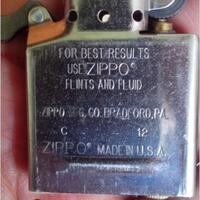 FOR BEST RESULTS
USE ZIPPO®
FLINTS AND FLUID
ZIPPO MFG. CO. BRADFORD, PA.
C 12
ZIPPO® MADE IN U.S.A.